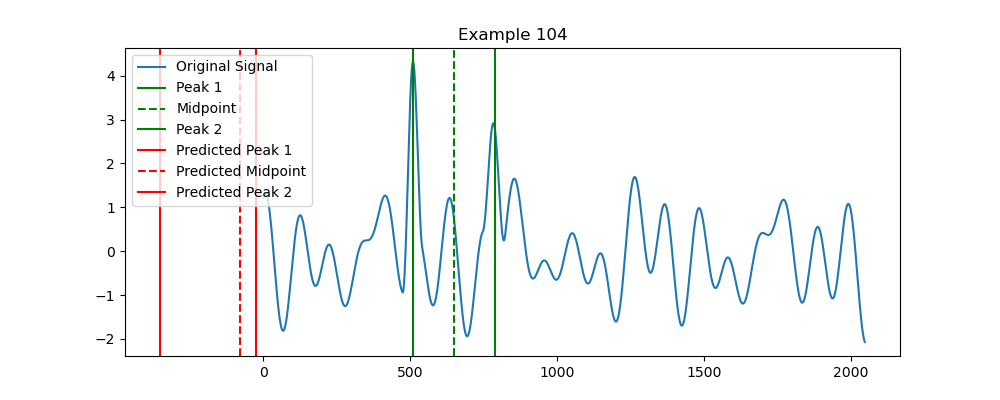 Example 104
Original Signal
Peak 1
Midpoint
Peak 2
Predicted Peak 1
Predicted Midpoint
Predicted Peak 2
4
3
2
1
0
−1
−2
0 500 1000 1500 2000